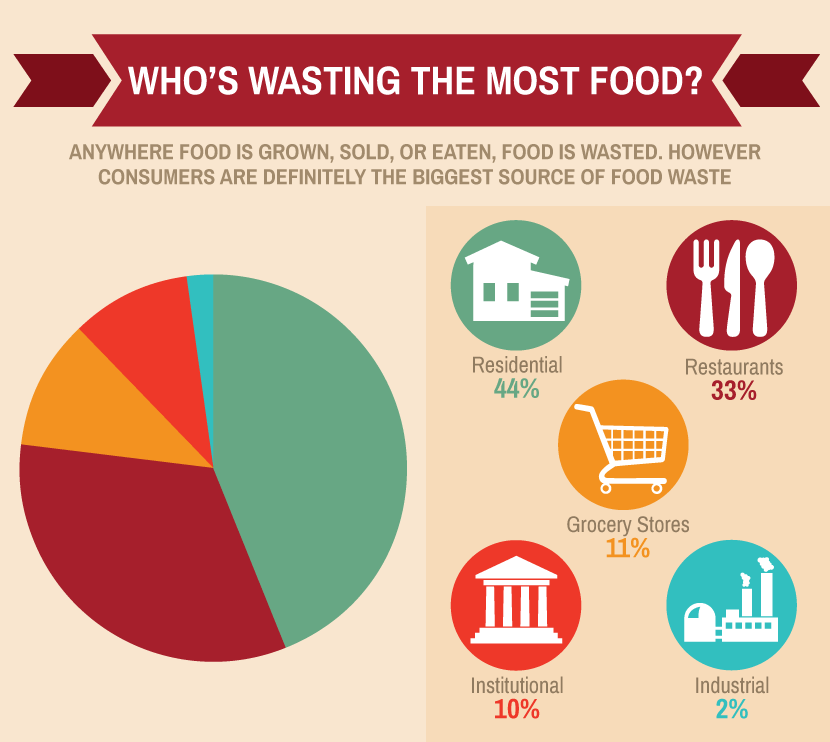 WHO'S WASTING THE MOST FOOD?
ANYWHERE FOOD IS GROWN, SOLD, OR EATEN, FOOD IS WASTED. HOWEVER
CONSUMERS ARE DEFINITELY THE BIGGEST SOURCE OF FOOD WASTE
Residential
44%
Restaurants
33%
Grocery Stores
11%
Institutional
10%
Industrial
2%